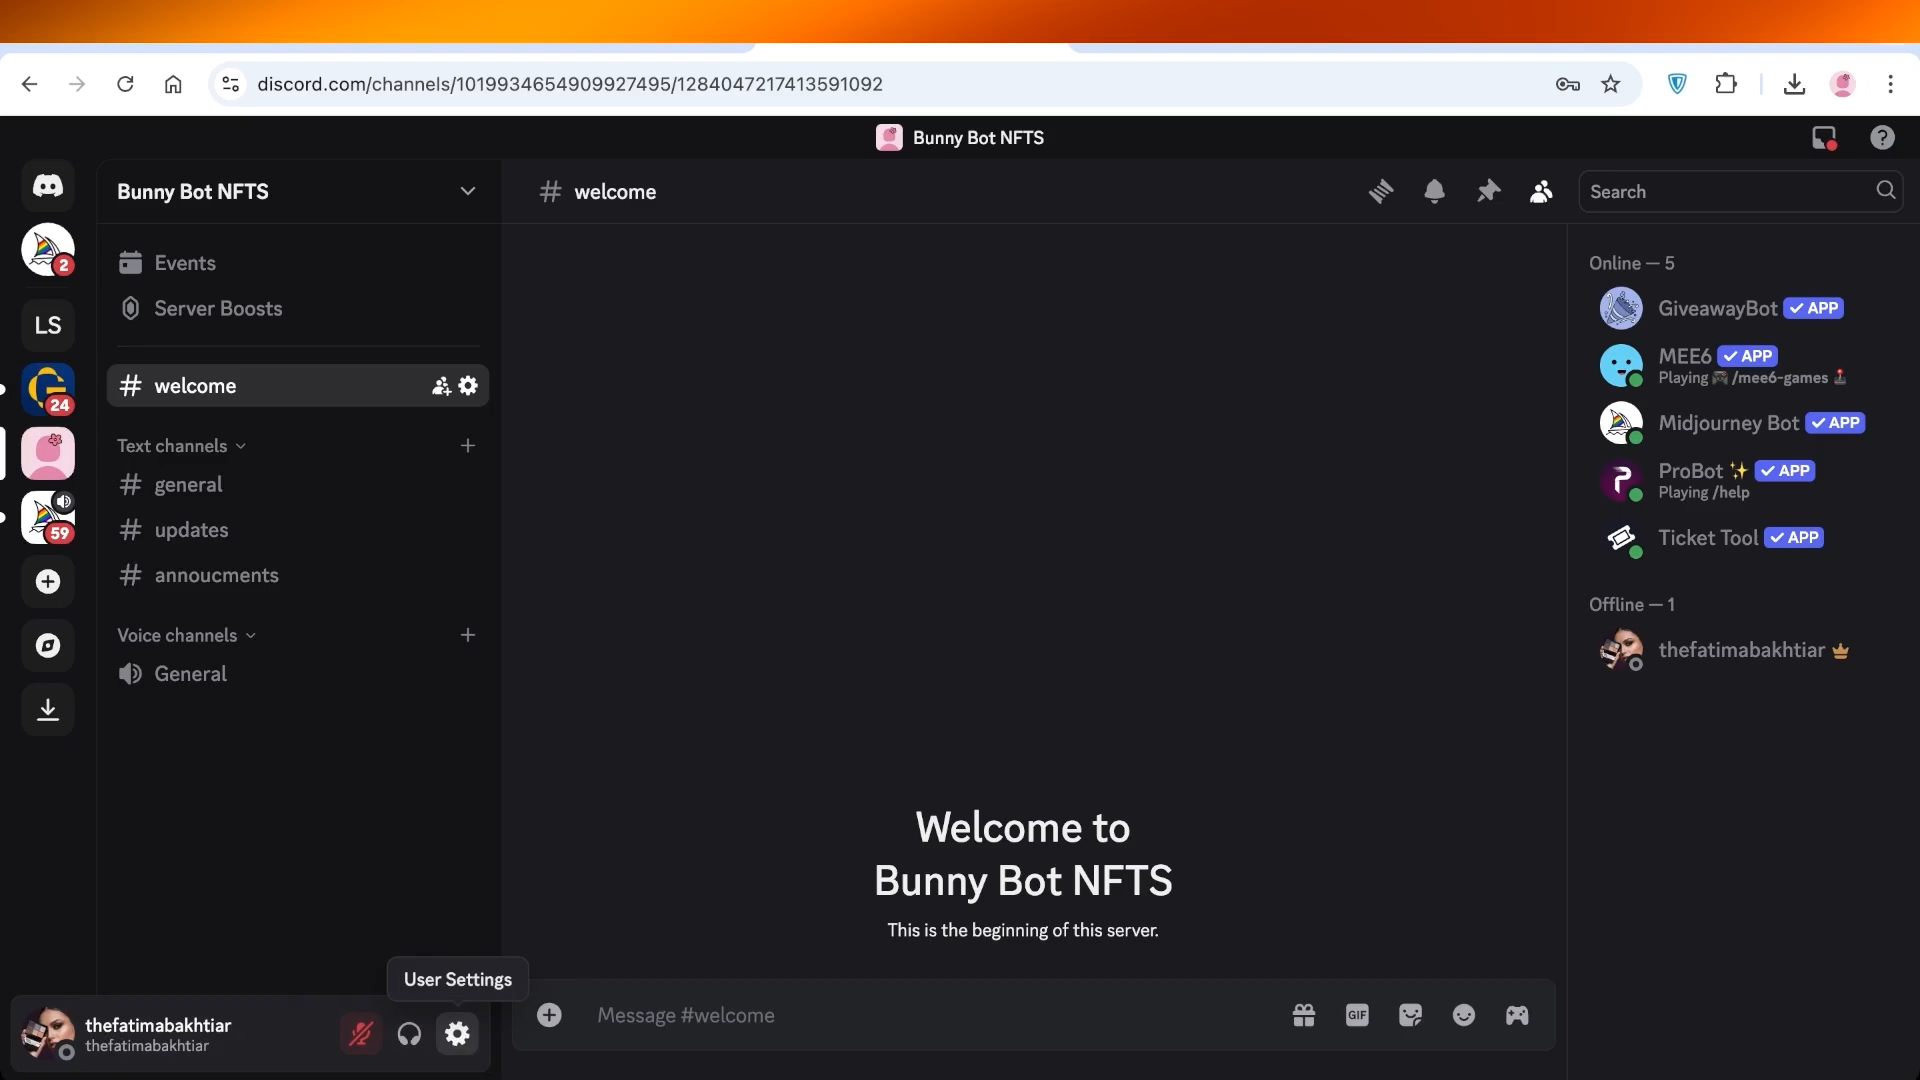 discord.com/channels/1019934654909927495/1284047217413591092
Bunny Bot NFTS
2
LS
24
59
Bunny Bot NFTS
Events
Server Boosts
welcome
Text channels
general
updates
annoucments
Voice channels
General
User Settings
thefatimabakhtiar
thefatimabakhtiar
# welcome
Search
Welcome to
Bunny Bot NFTS
This is the beginning of this server.
Message #welcome
GIF
Online — 5
GiveawayBot ✓ APP
MEE6 ✓ APP
Playing 🎮 /mee6-games 🕹️
Midjourney Bot ✓ APP
ProBot ✨ ✓ APP
Playing /help
Ticket Tool ✓ APP
Offline — 1
thefatimabakhtiar